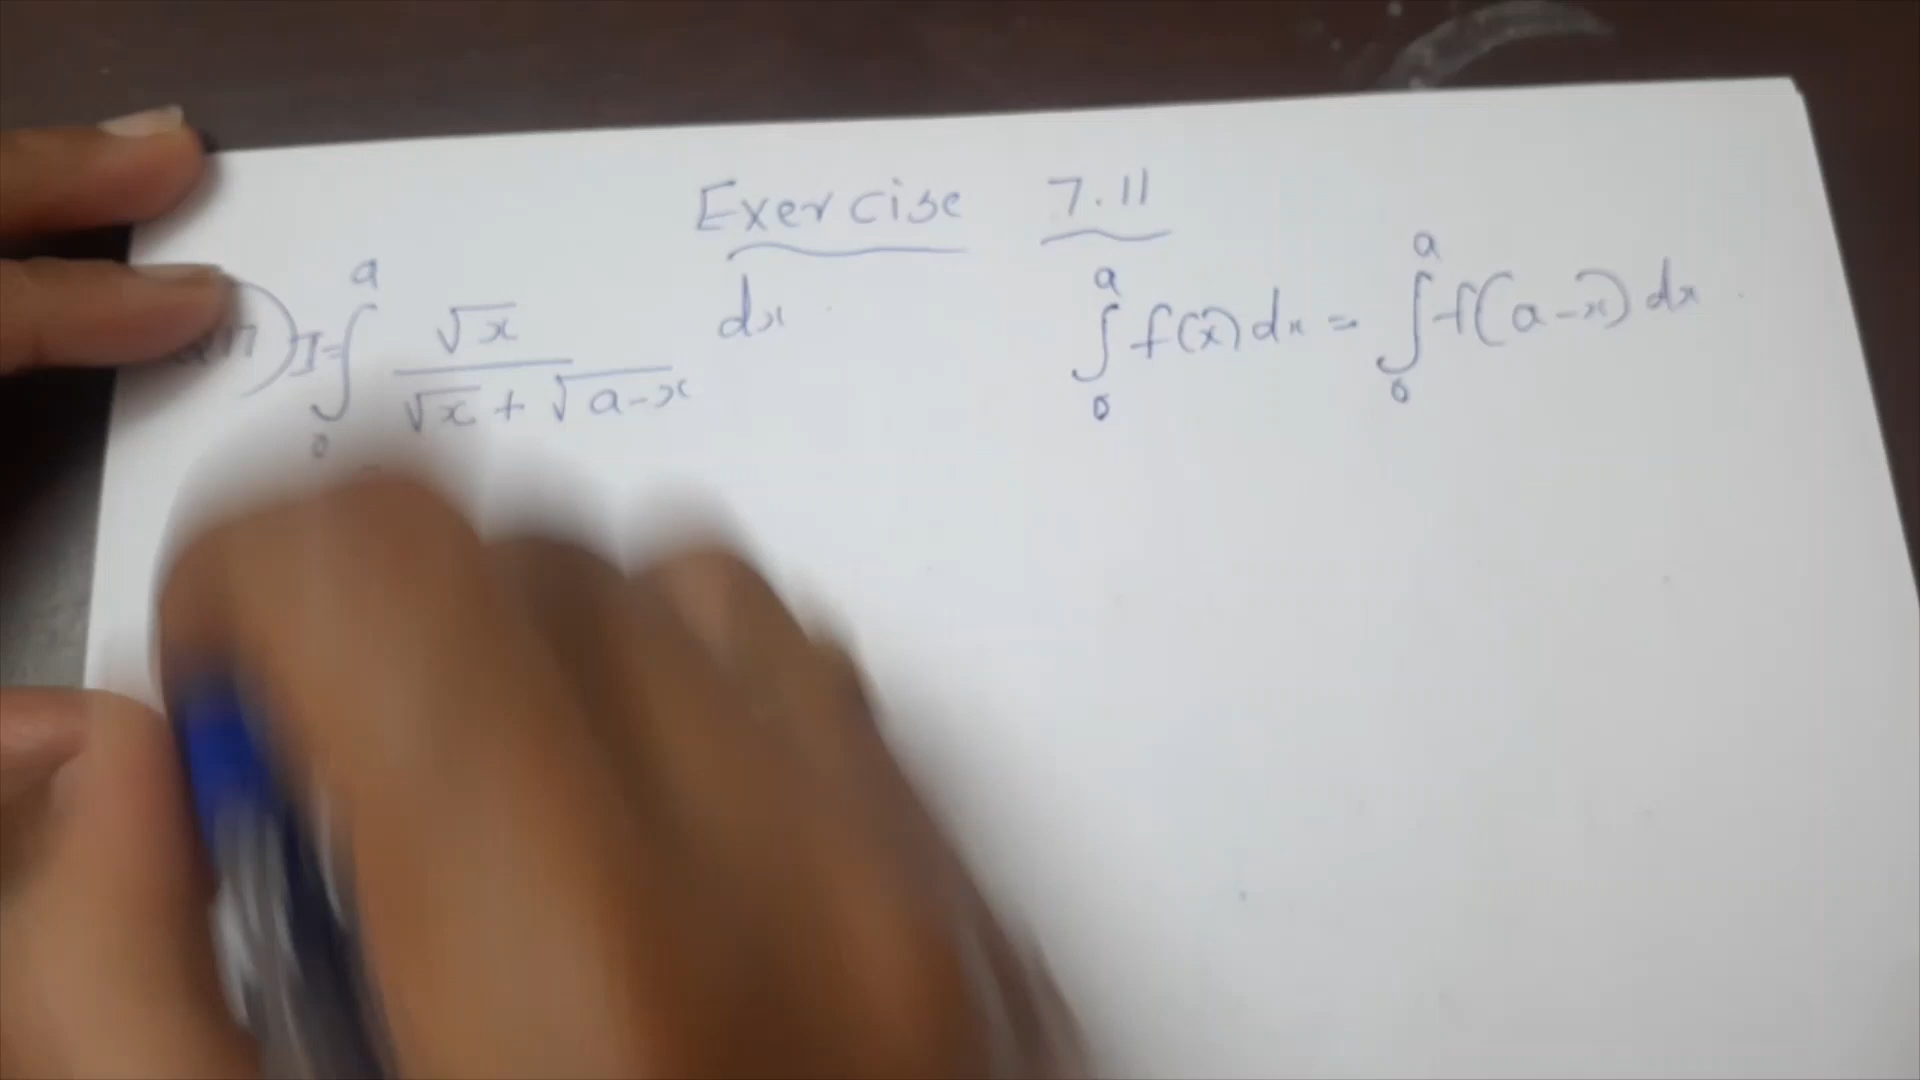 Exercise 7.11
) I = ∫₀ᵃ √x / (√x + √(a-x)) dx
∫₀ᵃ f(x) dx = ∫₀ᵃ f(a-x) dx